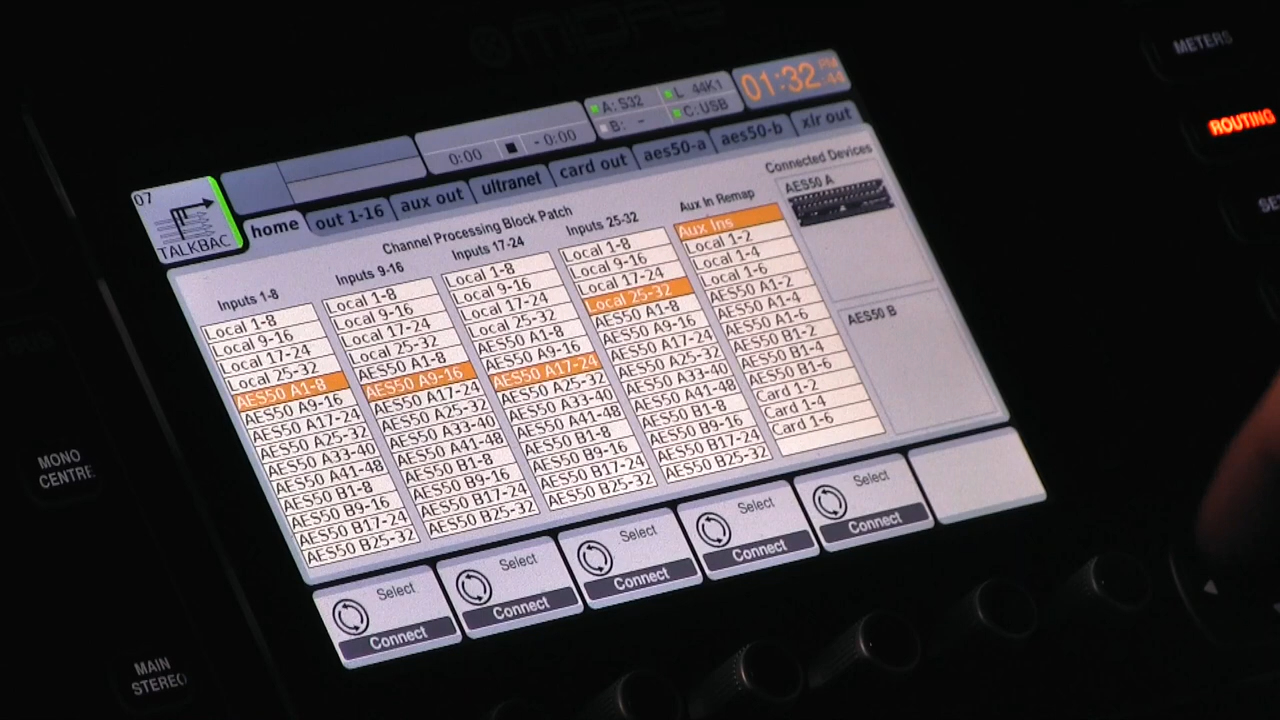 MIDAS
METERS
ROUTING
07
TALKBAC
0:00 - 0:00
A: S32 L 44K1
B: - C:USB
01:32 PM :44
home out 1-16 aux out ultranet card out aes50-a aes50-b xlr out
Channel Processing Block Patch
Inputs 1-8
Local 1-8
Local 9-16
Local 17-24
Local 25-32
AES50 A1-8
AES50 A9-16
AES50 A17-24
AES50 A25-32
AES50 A33-40
AES50 A41-48
AES50 B1-8
AES50 B9-16
AES50 B17-24
AES50 B25-32
Inputs 9-16
Local 1-8
Local 9-16
Local 17-24
Local 25-32
AES50 A1-8
AES50 A9-16
AES50 A17-24
AES50 A25-32
AES50 A33-40
AES50 A41-48
AES50 B1-8
AES50 B9-16
AES50 B17-24
AES50 B25-32
Inputs 17-24
Local 1-8
Local 9-16
Local 17-24
Local 25-32
AES50 A1-8
AES50 A9-16
AES50 A17-24
AES50 A25-32
AES50 A33-40
AES50 A41-48
AES50 B1-8
AES50 B9-16
AES50 B17-24
AES50 B25-32
Inputs 25-32
Local 1-8
Local 9-16
Local 17-24
Local 25-32
AES50 A1-8
AES50 A9-16
AES50 A17-24
AES50 A25-32
AES50 A33-40
AES50 A41-48
AES50 B1-8
AES50 B9-16
AES50 B17-24
AES50 B25-32
Aux In Remap
Aux Ins
Local 1-2
Local 1-4
Local 1-6
AES50 A1-2
AES50 A1-4
AES50 A1-6
AES50 B1-2
AES50 B1-4
AES50 B1-6
Card 1-2
Card 1-4
Card 1-6
Connected Devices
AES50 A
AES50 B
Select
Connect
Select
Connect
Select
Connect
Select
Connect
Select
Connect
MONO
CENTRE
MAIN
STEREO